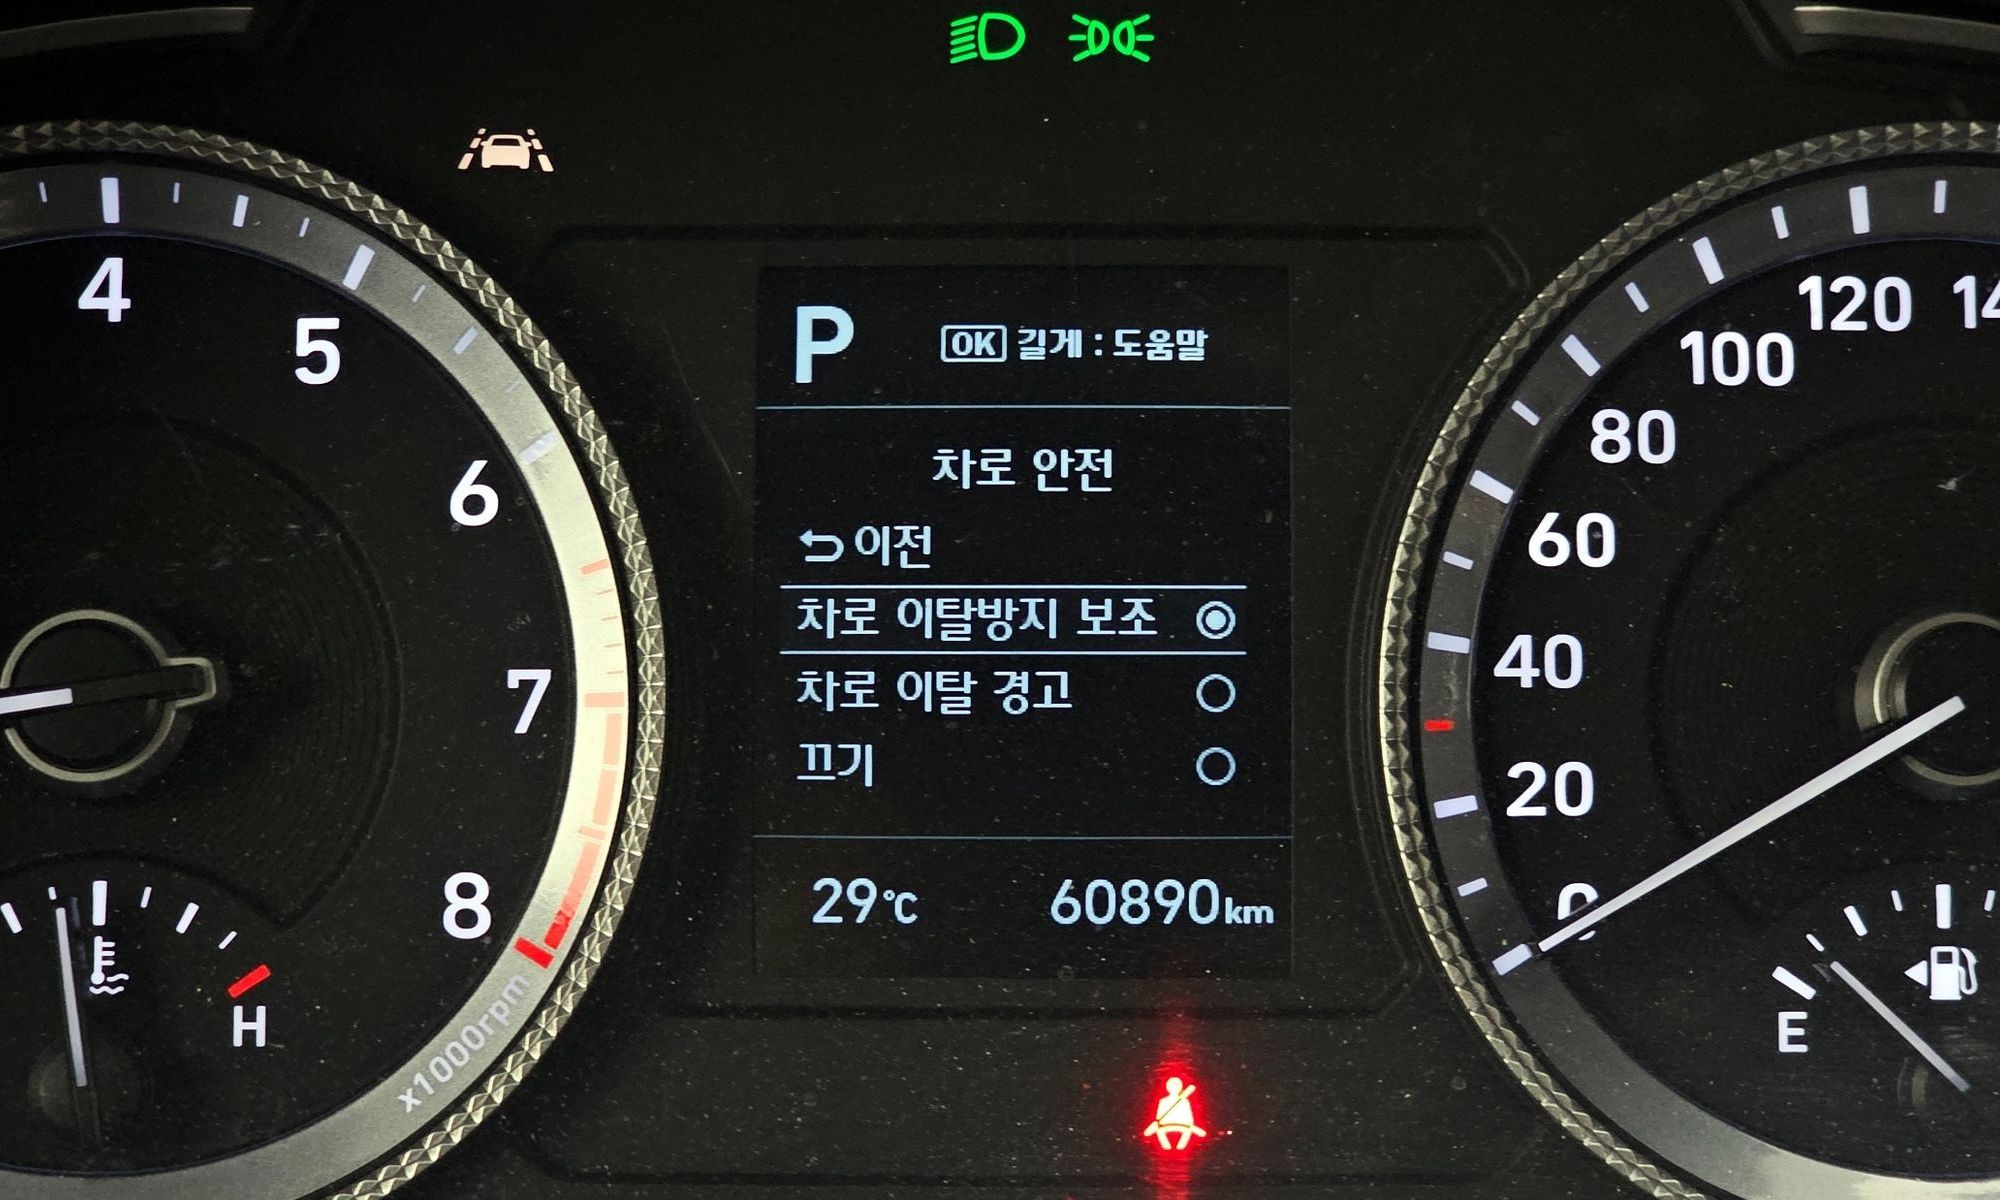 4
5
6
7
8
x1000rpm
H
P
OK 길게 : 도움말
차로 안전
이전
차로 이탈방지 보조
차로 이탈 경고
끄기
29℃ 60890km
120
100
80
60
40
20
0
E